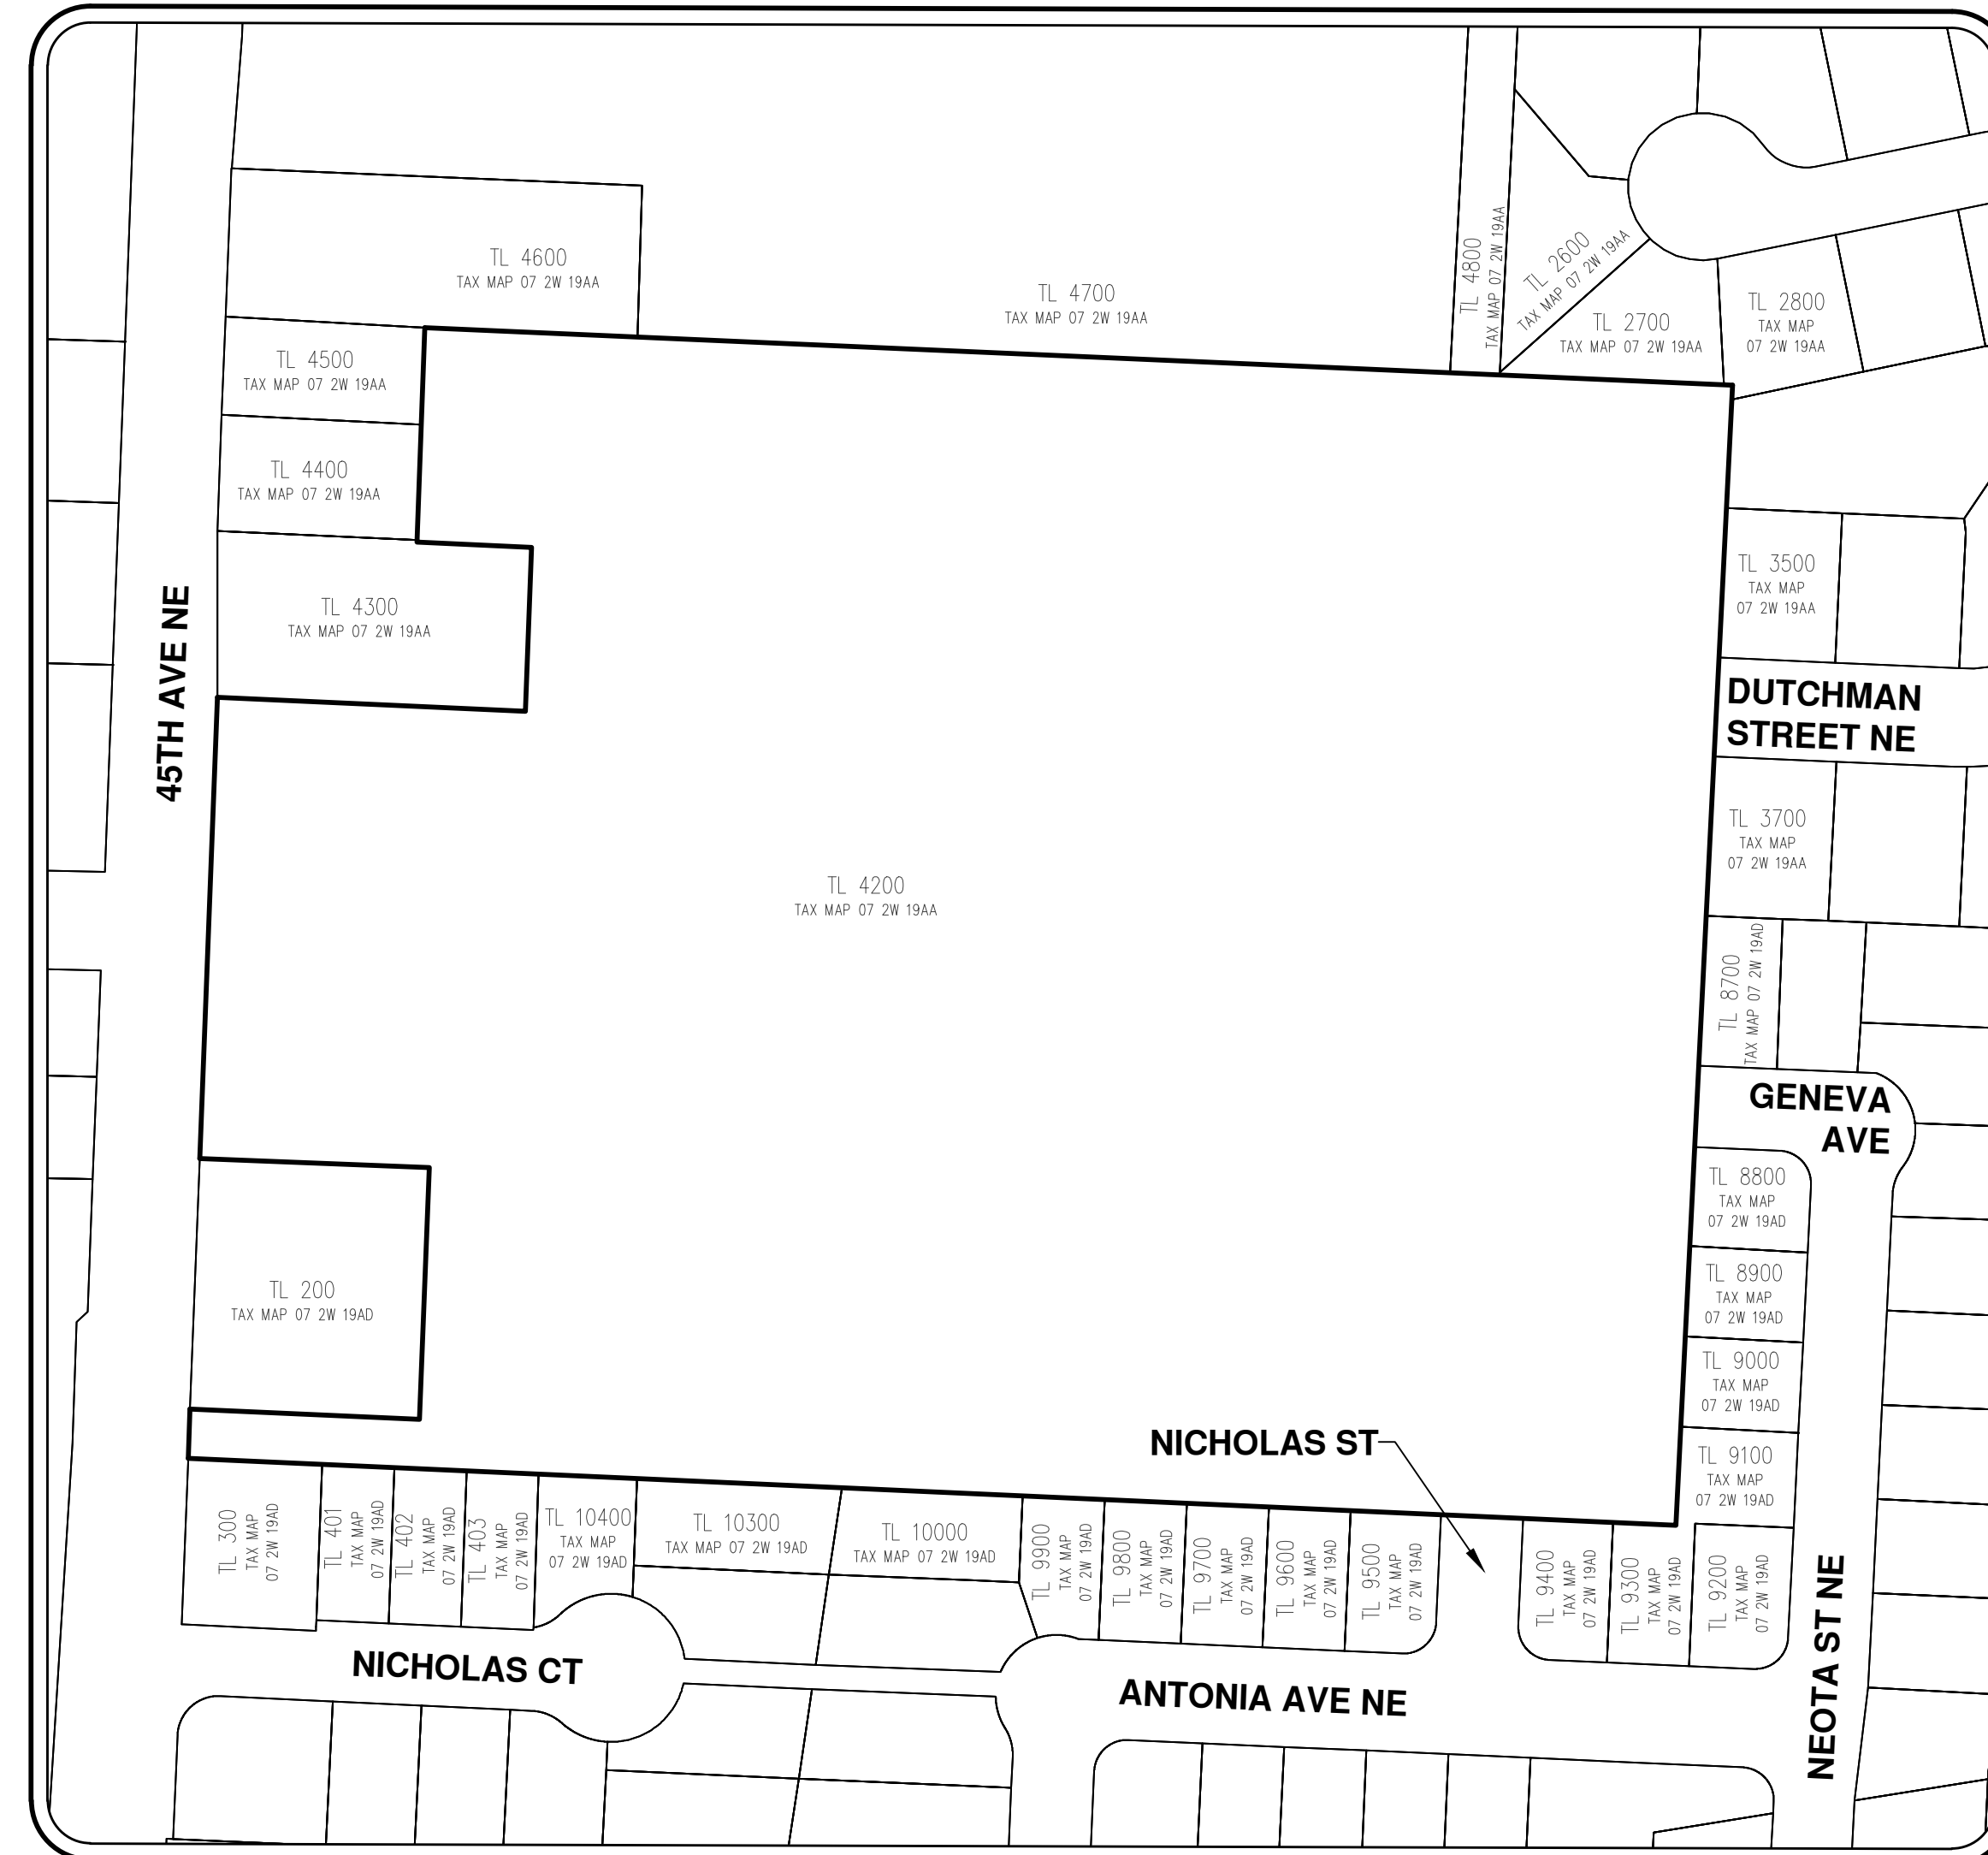 TL 4600
TAX MAP 07 2W 19AA
TL 4700
TAX MAP 07 2W 19AA
TL 4800
TAX MAP 07 2W 19AA
TL 2600
TAX MAP 07 2W 19AA
TL 2700
TAX MAP 07 2W 19AA
TL 2800
TAX MAP
07 2W 19AA
TL 4500
TAX MAP 07 2W 19AA
TL 4400
TAX MAP 07 2W 19AA
TL 4300
TAX MAP 07 2W 19AA
TL 3500
TAX MAP
07 2W 19AA
45TH AVE NE
DUTCHMAN
STREET NE
TL 3700
TAX MAP
07 2W 19AA
TL 4200
TAX MAP 07 2W 19AA
TL 8700
TAX MAP 07 2W 19AD
GENEVA
AVE
TL 8800
TAX MAP
07 2W 19AD
TL 8900
TAX MAP
07 2W 19AD
TL 200
TAX MAP 07 2W 19AD
TL 9000
TAX MAP
07 2W 19AD
NICHOLAS ST
TL 9100
TAX MAP
07 2W 19AD
TL 300
TAX MAP
07 2W 19AD
TL 401
TAX MAP
07 2W 19AD
TL 402
TAX MAP
07 2W 19AD
TL 403
TAX MAP
07 2W 19AD
TL 10400
TAX MAP
07 2W 19AD
TL 10300
TAX MAP 07 2W 19AD
TL 10000
TAX MAP 07 2W 19AD
TL 9900
TAX MAP
07 2W 19AD
TL 9800
TAX MAP
07 2W 19AD
TL 9700
TAX MAP
07 2W 19AD
TL 9600
TAX MAP
07 2W 19AD
TL 9500
TAX MAP
07 2W 19AD
TL 9400
TAX MAP
07 2W 19AD
TL 9300
TAX MAP
07 2W 19AD
TL 9200
TAX MAP
07 2W 19AD
NICHOLAS CT
ANTONIA AVE NE
NEOTA ST NE